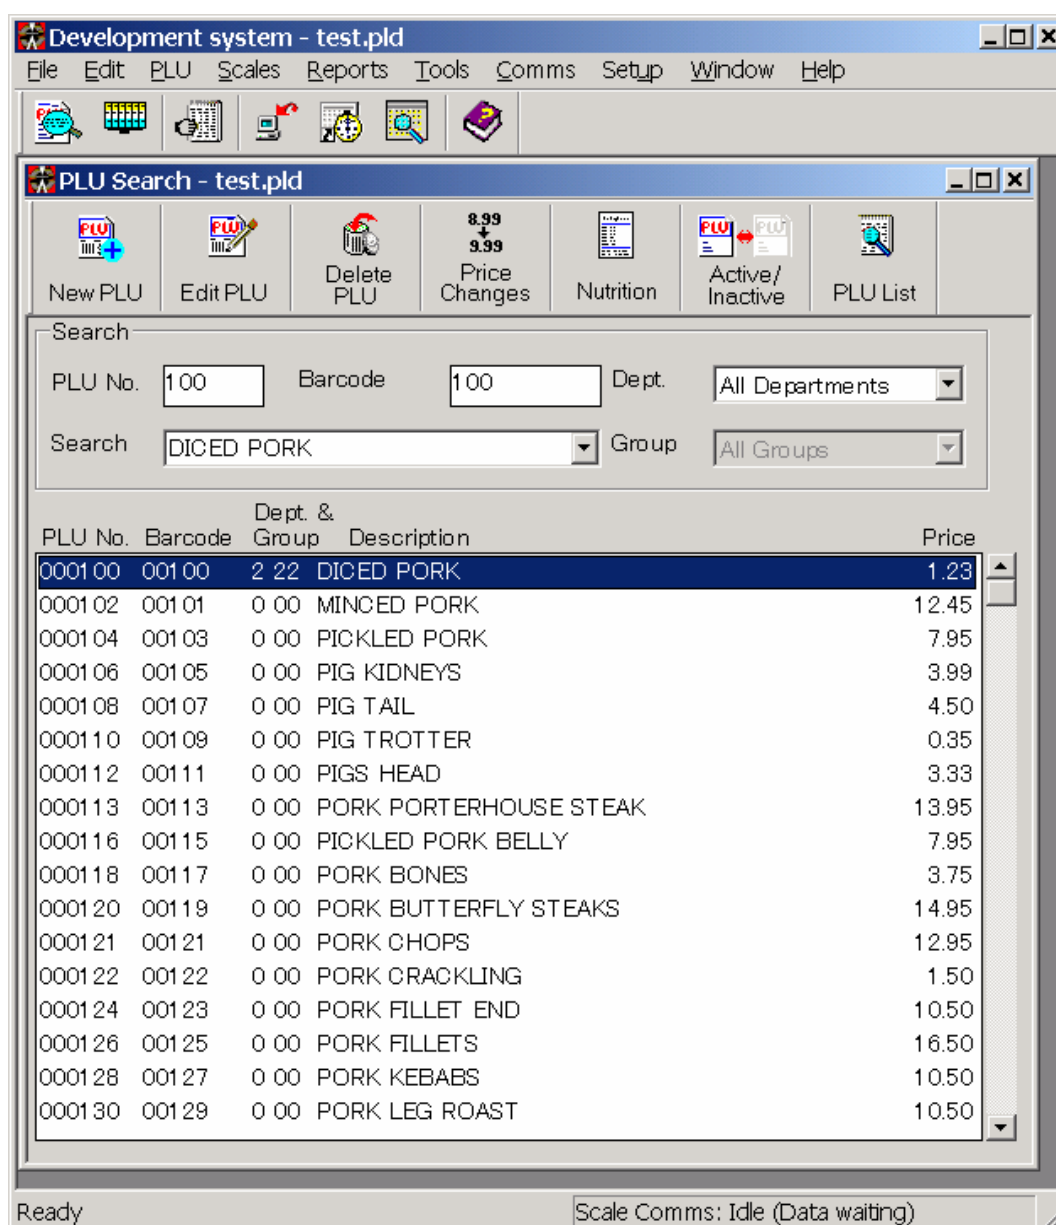 Development system - test.pld
File Edit PLU Scales Reports Tools Comms Setup Window Help
PLU Search - test.pld
8.99
9.99
New PLU Edit PLU Delete PLU Price Changes Nutrition Active/ Inactive PLU List
Search
PLU No. 100 Barcode 100 Dept. All Departments
Search DICED PORK Group All Groups
Dept. &
PLU No. Barcode Group Description Price
000100 00100 2 22 DICED PORK 1.23
000102 00101 0 00 MINCED PORK 12.45
000104 00103 0 00 PICKLED PORK 7.95
000106 00105 0 00 PIG KIDNEYS 3.99
000108 00107 0 00 PIG TAIL 4.50
000110 00109 0 00 PIG TROTTER 0.35
000112 00111 0 00 PIGS HEAD 3.33
000113 00113 0 00 PORK PORTERHOUSE STEAK 13.95
000116 00115 0 00 PICKLED PORK BELLY 7.95
000118 00117 0 00 PORK BONES 3.75
000120 00119 0 00 PORK BUTTERFLY STEAKS 14.95
000121 00121 0 00 PORK CHOPS 12.95
000122 00122 0 00 PORK CRACKLING 1.50
000124 00123 0 00 PORK FILLET END 10.50
000126 00125 0 00 PORK FILLETS 16.50
000128 00127 0 00 PORK KEBABS 10.50
000130 00129 0 00 PORK LEG ROAST 10.50
Ready Scale Comms: Idle (Data waiting)